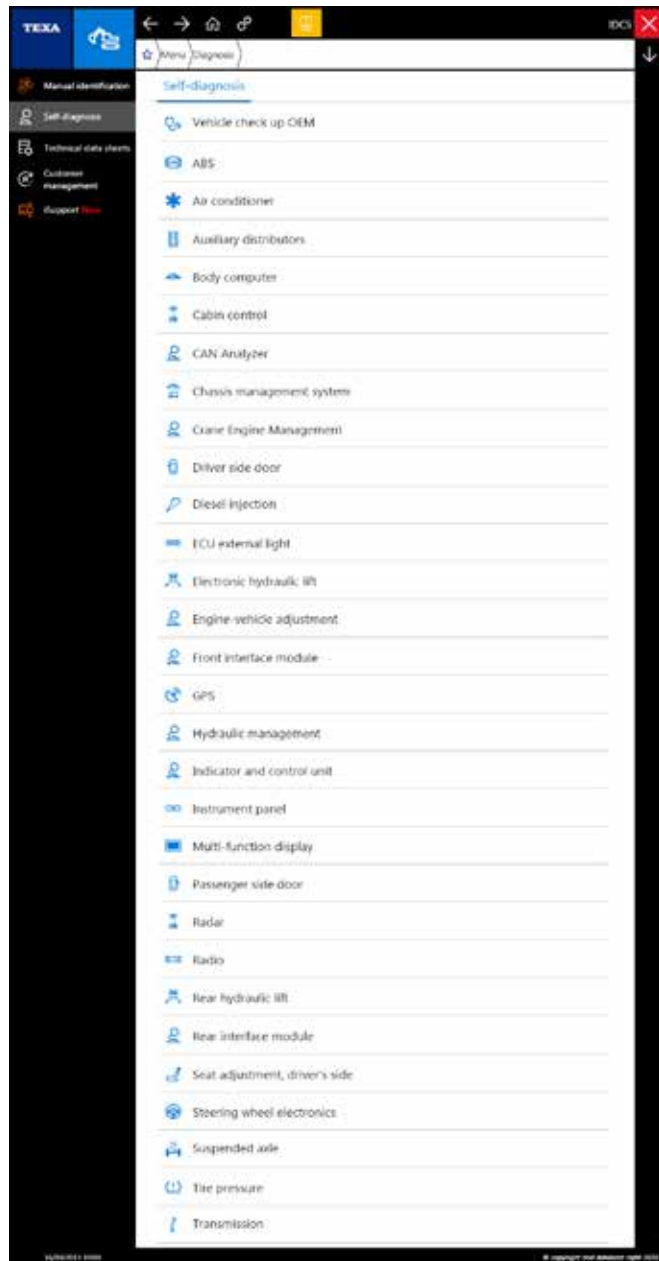 TEXA
IDC5
Menu Diagnosis
Manual identification
Self-diagnosis
Technical data sheets
Customer
management
iSupport New
Self-diagnosis
Vehicle check up OEM
ABS
Air conditioner
Auxiliary distributors
Body computer
Cabin control
CAN Analyzer
Chassis management system
Crane Engine Management
Driver side door
Diesel injection
ECU external light
Electronic hydraulic lift
Engine-vehicle adjustment
Front interface module
GPS
Hydraulic management
Indicator and control unit
Instrument panel
Multi-function display
Passenger side door
Radar
Radio
Rear hydraulic lift
Rear interface module
Seat adjustment, driver's side
Steering wheel electronics
Suspended axle
Tire pressure
Transmission